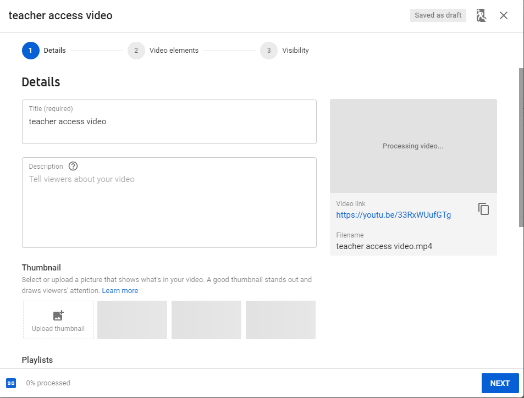 teacher access video
Saved as draft
1 Details
2 Video elements
3 Visibility
Details
Title (required)
teacher access video
Description
Tell viewers about your video
Processing video...
Video link
https://youtu.be/33RxWUufGTg
Filename
teacher access video.mp4
Thumbnail
Select or upload a picture that shows what's in your video. A good thumbnail stands out and
draws viewers' attention. Learn more
Upload thumbnail
Playlists
SD
0% processed
NEXT